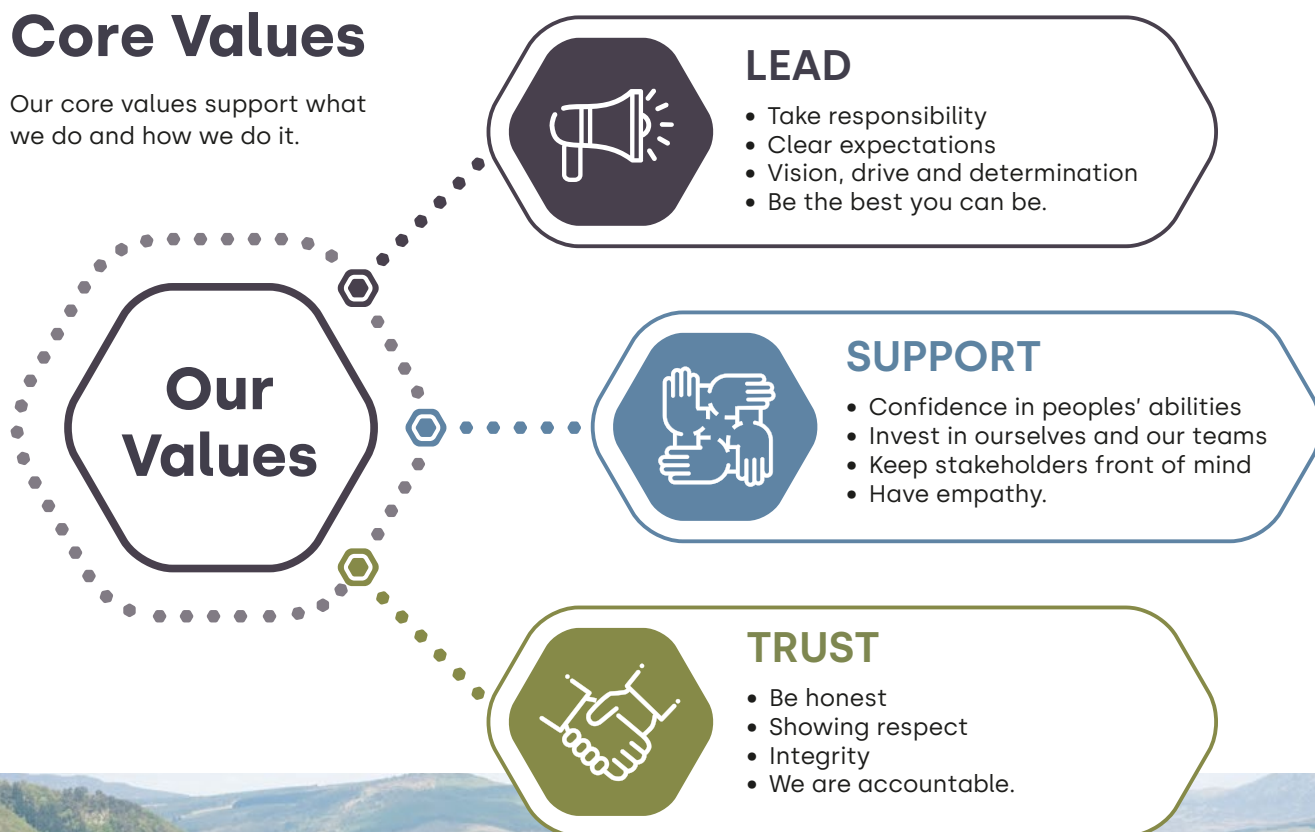 Core Values
Our core values support what
we do and how we do it.
Our
Values
LEAD
• Take responsibility
• Clear expectations
• Vision, drive and determination
• Be the best you can be.
SUPPORT
• Confidence in peoples’ abilities
• Invest in ourselves and our teams
• Keep stakeholders front of mind
• Have empathy.
TRUST
• Be honest
• Showing respect
• Integrity
• We are accountable.